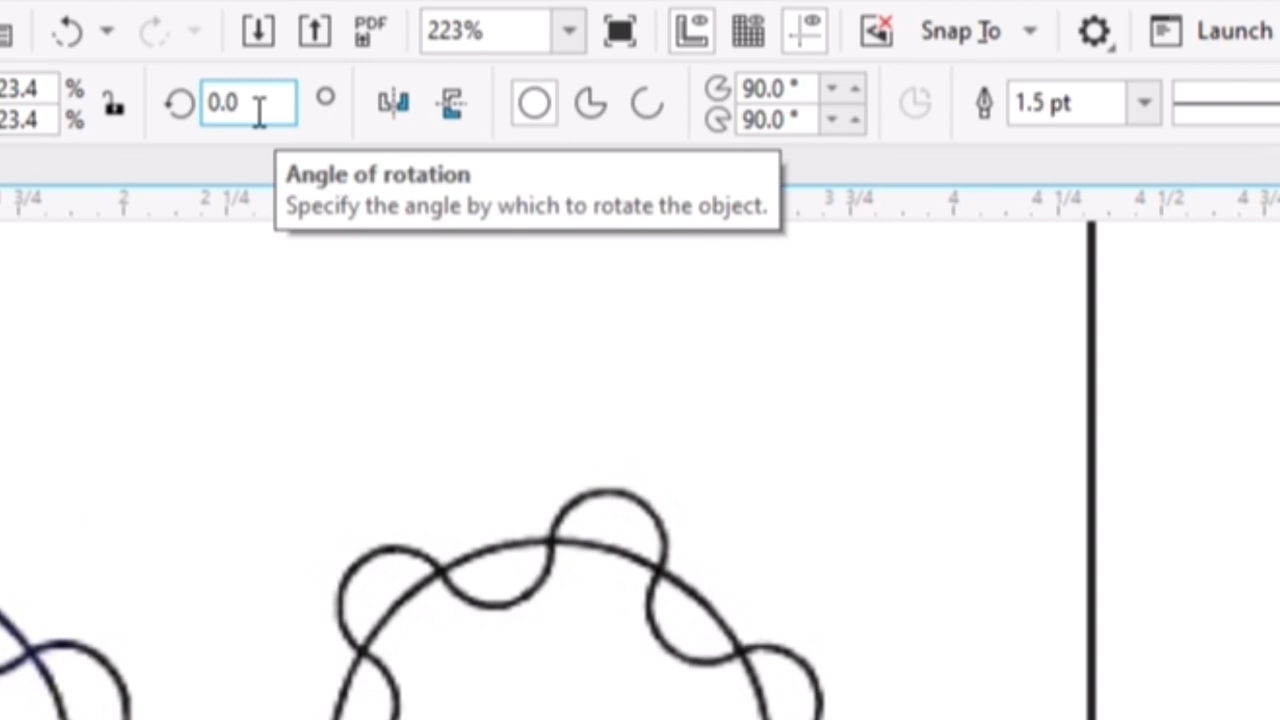 PDF 223% Snap To Launch
23.4 % 0.0 90.0 ° 1.5 pt
23.4 % 90.0 °
Angle of rotation
Specify the angle by which to rotate the object.
3/4 2 2 1/4 3 3/4 4 4 1/4 4 1/2 4